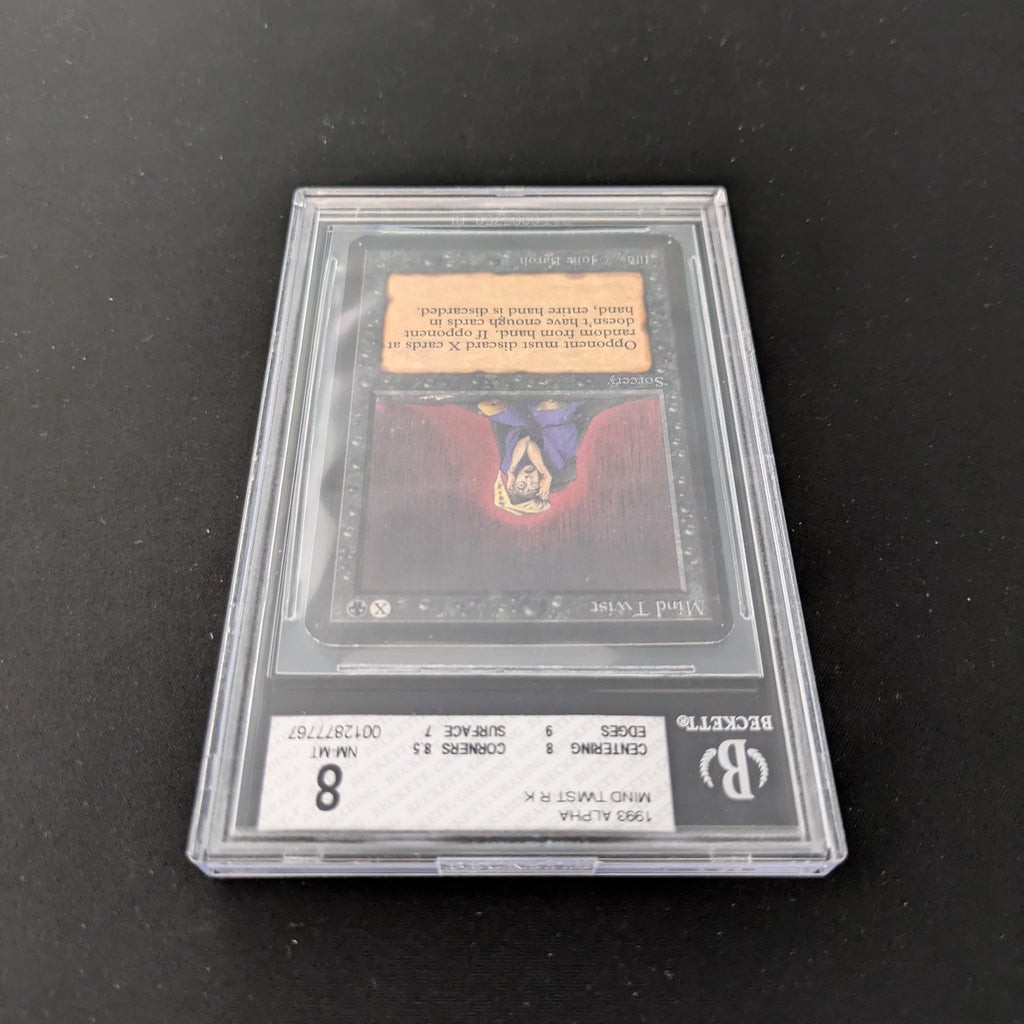 1993 ALPHA
MIND TWIST R K
CENTERING 8 CORNERS 8.5
EDGES 9 SURFACE 7
8
NM-MT
0012877767
B
BECKETT®
Mind Twist X
Sorcery
Opponent must discard X cards at
random from hand. If opponent
doesn't have enough cards in
hand, entire hand is discarded.
Illus. Julie Baroh